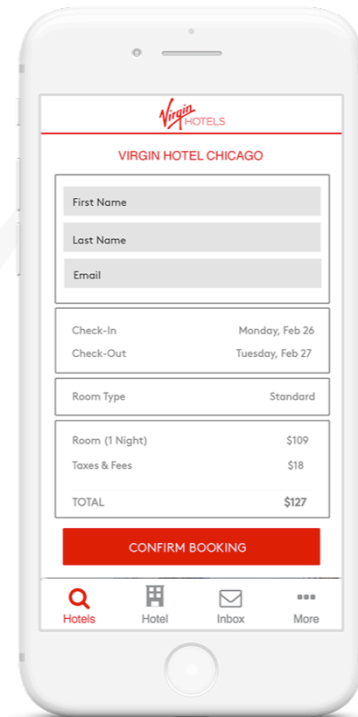 Virgin
HOTELS
VIRGIN HOTEL CHICAGO
First Name
Last Name
Email
Check-In Monday, Feb 26
Check-Out Tuesday, Feb 27
Room Type Standard
Room (1 Night) $109
Taxes & Fees $18
TOTAL $127
CONFIRM BOOKING
Hotels Hotel Inbox More